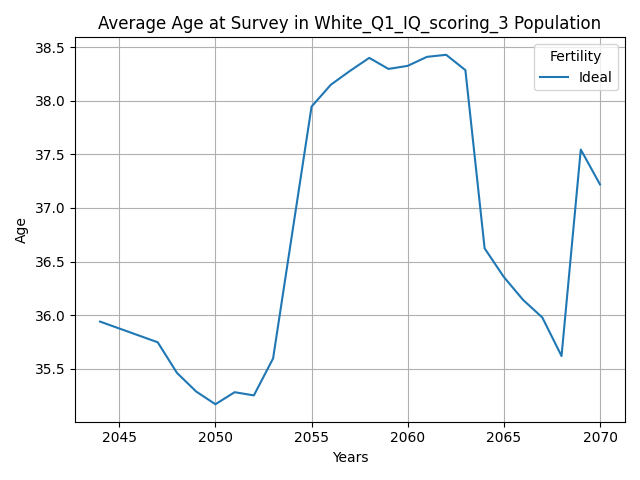 Average Age at Survey in White_Q1_IQ_scoring_3 Population
Fertility
Ideal
38.5
38.0
37.5
37.0
36.5
36.0
35.5
Age
2045
2050
2055
2060
2065
2070
Years